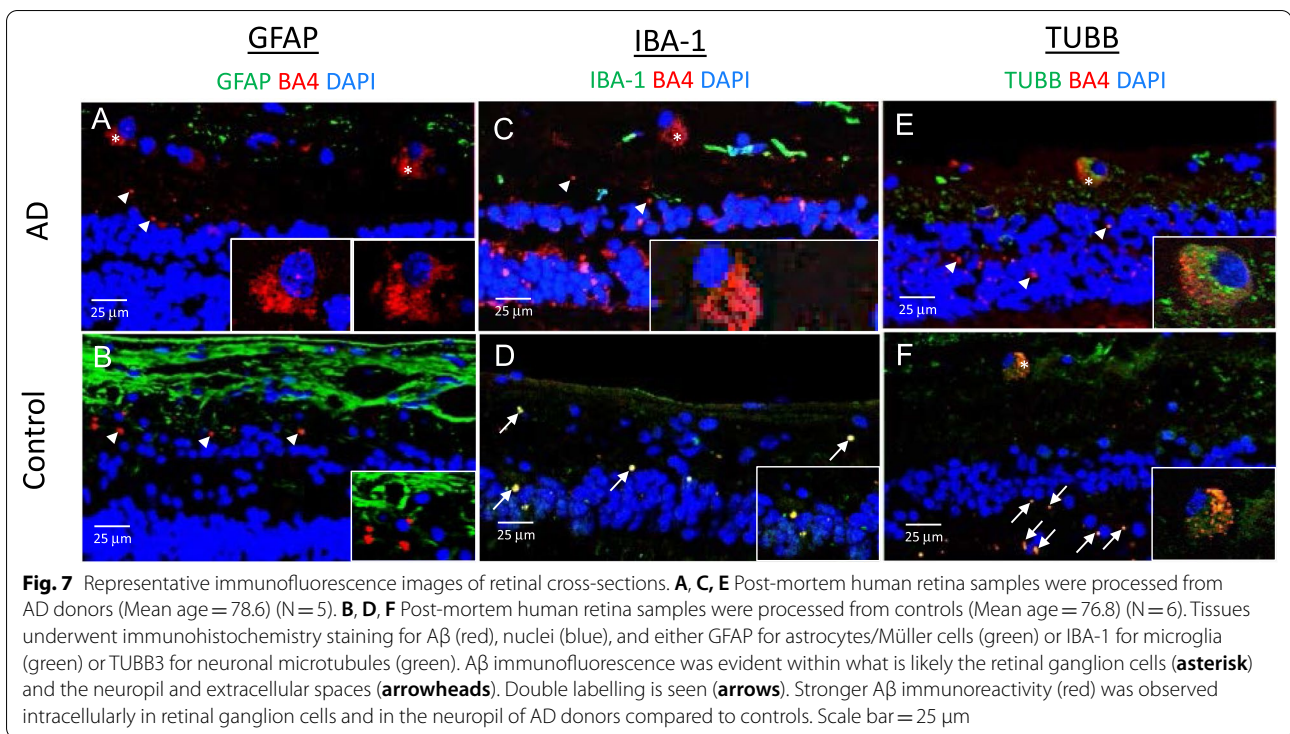 GFAP IBA-1 TUBB
GFAP BA4 DAPI IBA-1 BA4 DAPI TUBB BA4 DAPI
AD
A
*
*
25 µm
C
*
25 µm
E
*
25 µm
Control
B
25 µm
D
25 µm
F
*
25 µm
Fig. 7 Representative immunofluorescence images of retinal cross-sections. A, C, E Post-mortem human retina samples were processed from
AD donors (Mean age = 78.6) (N = 5). B, D, F Post-mortem human retina samples were processed from controls (Mean age = 76.8) (N = 6). Tissues
underwent immunohistochemistry staining for Aβ (red), nuclei (blue), and either GFAP for astrocytes/Müller cells (green) or IBA-1 for microglia
(green) or TUBB3 for neuronal microtubules (green). Aβ immunofluorescence was evident within what is likely the retinal ganglion cells (asterisk)
and the neuropil and extracellular spaces (arrowheads). Double labelling is seen (arrows). Stronger Aβ immunoreactivity (red) was observed
intracellularly in retinal ganglion cells and in the neuropil of AD donors compared to controls. Scale bar = 25 µm